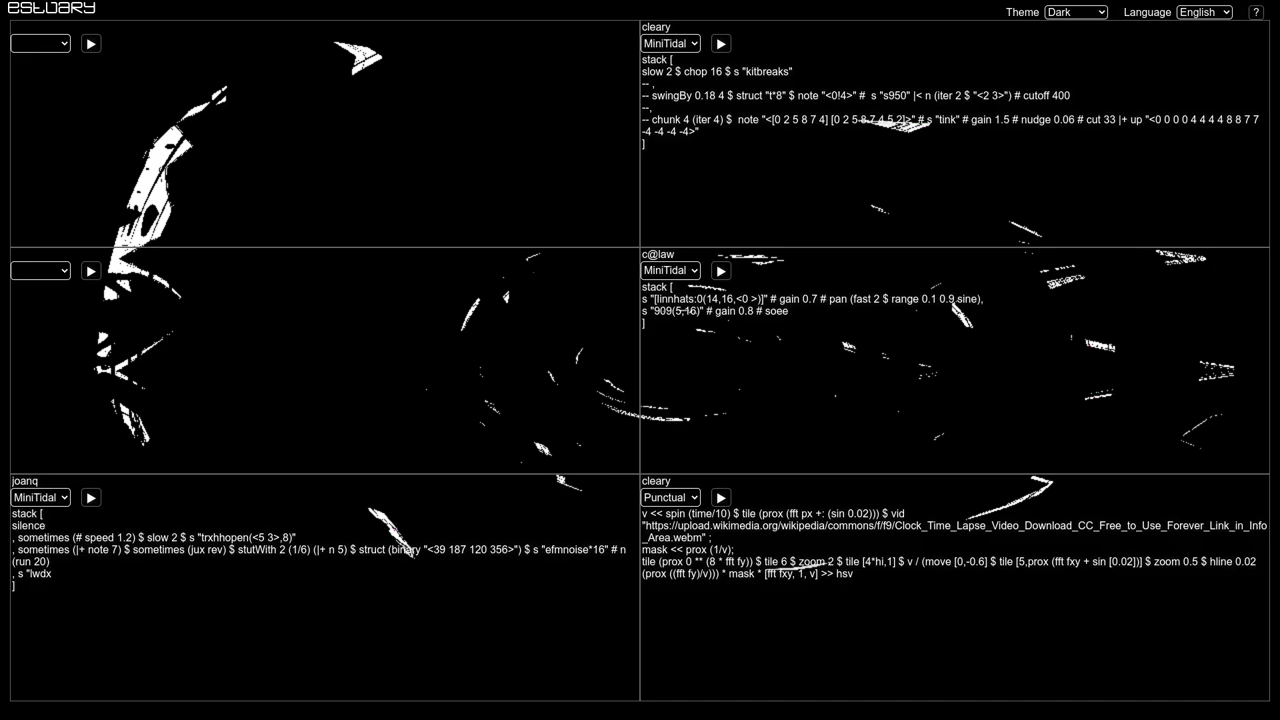 estuary
Theme Dark Language English ?
cleary
MiniTidal
stack [
slow 2 $ chop 16 $ s "kitbreaks"
-- ,
-- swingBy 0.18 4 $ struct "t*8" $ note "<0!4>" #  s "s950" |< n (iter 2 $ "<2 3>") # cutoff 400
--,
-- chunk 4 (iter 4) $  note "<[0 2 5 8 7 4] [0 2 5 8 7 4 5 2]>" # s "tink" # gain 1.5 # nudge 0.06 # cut 33 |+ up "<0 0 0 0 4 4 4 4 8 8 7 7
-4 -4 -4 -4>"
]
c@law
MiniTidal
stack [
s "[linnhats:0(14,16,<0 >)]" # gain 0.7 # pan (fast 2 $ range 0.1 0.9 sine),
s "909(5,16)" # gain 0.8 # soee
]
joanq
MiniTidal
stack [
silence
, sometimes (# speed 1.2) $ slow 2 $ s "trxhhopen(<5 3>,8)"
, sometimes (|+ note 7) $ sometimes (jux rev) $ stutWith 2 (1/6) (|+ n 5) $ struct (binary "<39 187 120 356>") $ s "efmnoise*16" # n
(run 20)
, s "lwdx
]
cleary
Punctual
v << spin (time/10) $ tile (prox (fft px +: (sin 0.02))) $ vid
"https://upload.wikimedia.org/wikipedia/commons/f/f9/Clock_Time_Lapse_Video_Download_CC_Free_to_Use_Forever_Link_in_Info
_Area.webm" ;
mask << prox (1/v);
tile (prox 0 ** (8 * fft fy)) $ tile 6 $ zoom 2 $ tile [4*hi,1] $ v / (move [0,-0.6] $ tile [5,prox (fft fxy + sin [0.02])] $ zoom 0.5 $ hline 0.02
(prox ((fft fy)/v))) * mask * [fft fxy, 1, v] >> hsv